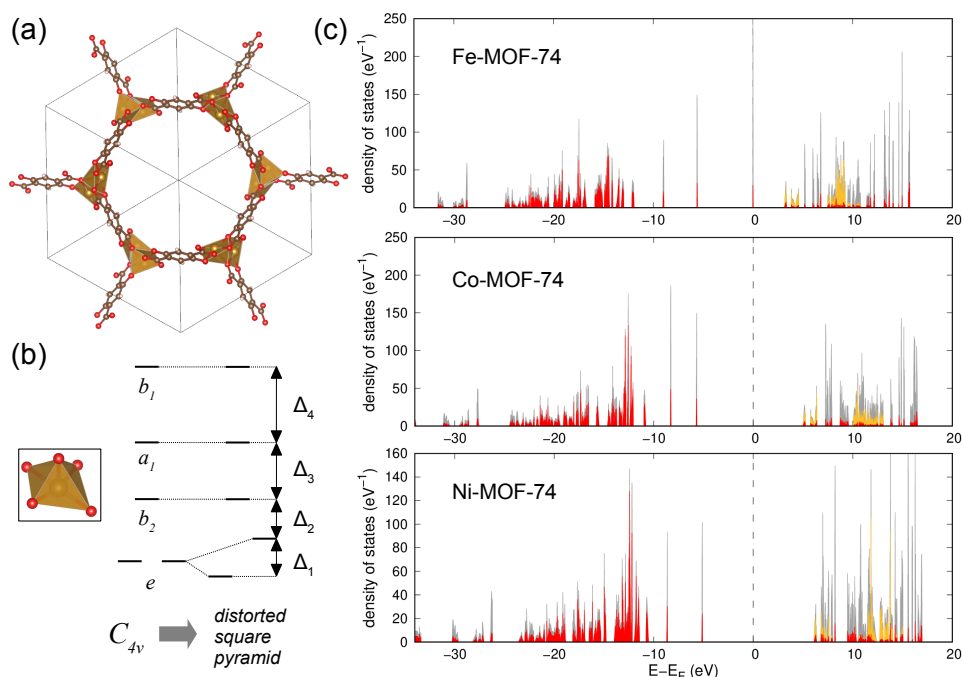 (a)
(b)
b₁
a₁
b₂
e
Δ₄
Δ₃
Δ₂
Δ₁
C₄ᵥ
distorted
square
pyramid
(c)
density of states (eV⁻¹)
250
200
150
100
50
0
Fe-MOF-74
−30 −20 −10 0 10 20
density of states (eV⁻¹)
250
200
150
100
50
0
Co-MOF-74
−30 −20 −10 0 10 20
density of states (eV⁻¹)
160
140
120
100
80
60
40
20
0
Ni-MOF-74
−30 −20 −10 0 10 20
E−E_F (eV)